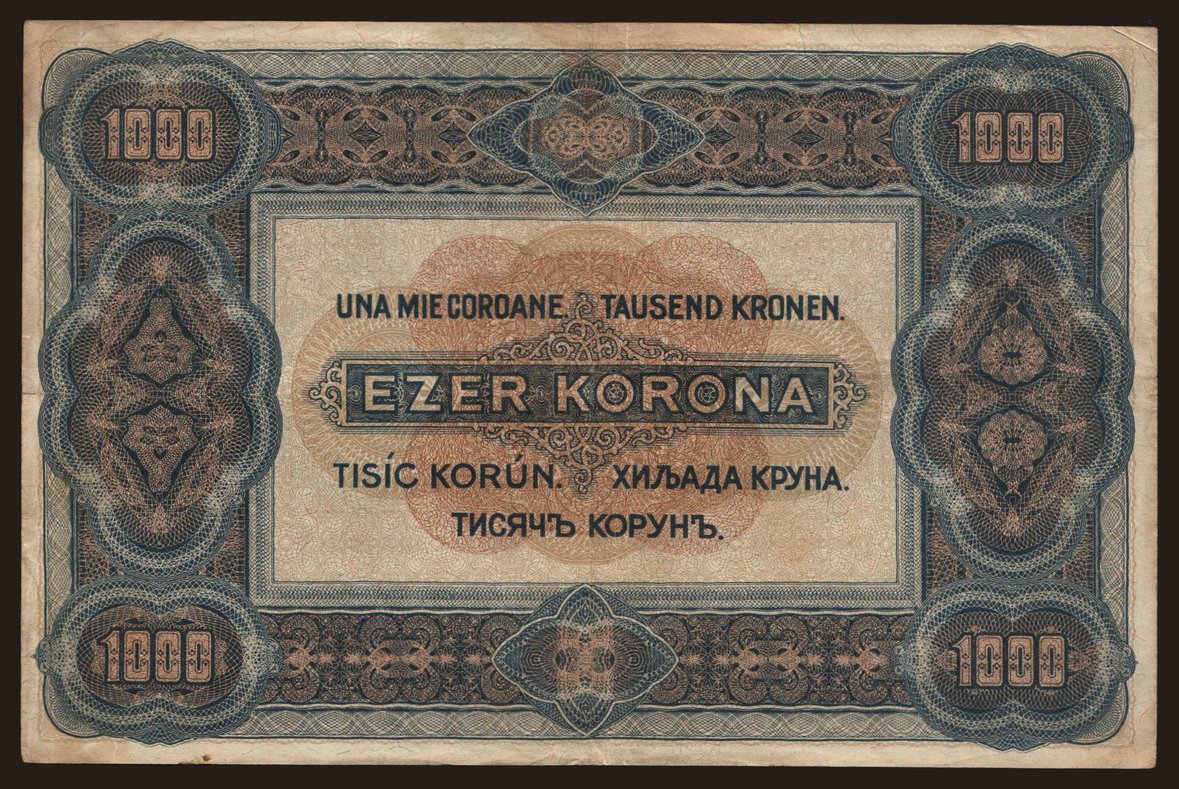 1000 1000
UNA MIE COROANE. TAUSEND KRONEN.
EZER KORONA
TISÍC KORÚN. ХИЉАДА КРУНА.
ТИСЯЧЪ КОРУНЪ.
1000 1000